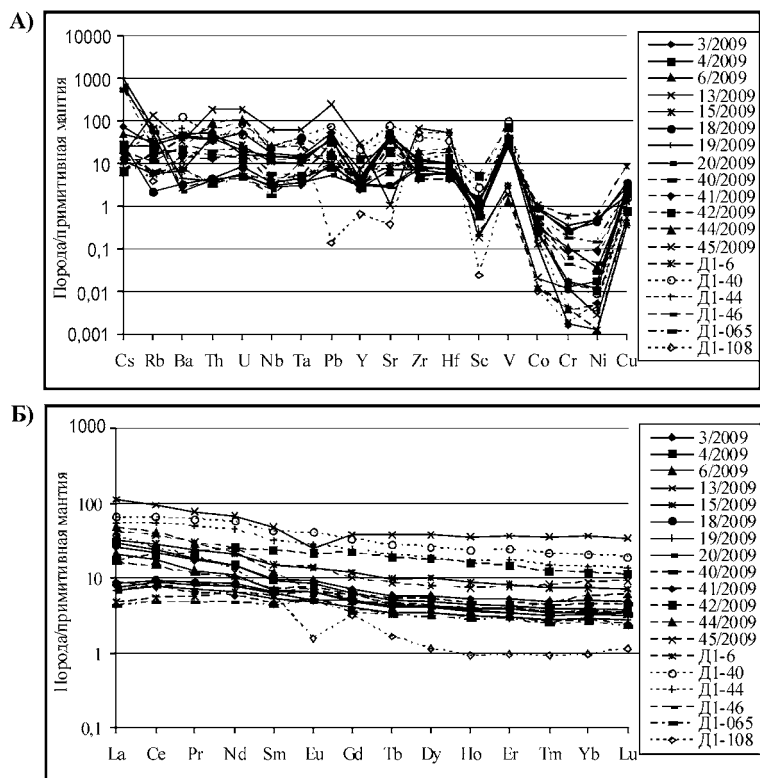 А)
Порода/примитивная мантия
10000
1000
100
10
1
0,1
0,01
0,001
Cs Rb Ba Th U Nb Ta Pb Y Sr Zr Hf Sc V Co Cr Ni Cu
3/2009
4/2009
6/2009
13/2009
15/2009
18/2009
19/2009
20/2009
40/2009
41/2009
42/2009
44/2009
45/2009
Д1-6
Д1-40
Д1-44
Д1-46
Д1-065
Д1-108
Б)
Порода/примитивная мантия
1000
100
10
1
0,1
La Ce Pr Nd Sm Eu Gd Tb Dy Ho Er Tm Yb Lu
3/2009
4/2009
6/2009
13/2009
15/2009
18/2009
19/2009
20/2009
40/2009
41/2009
42/2009
44/2009
45/2009
Д1-6
Д1-40
Д1-44
Д1-46
Д1-065
Д1-108